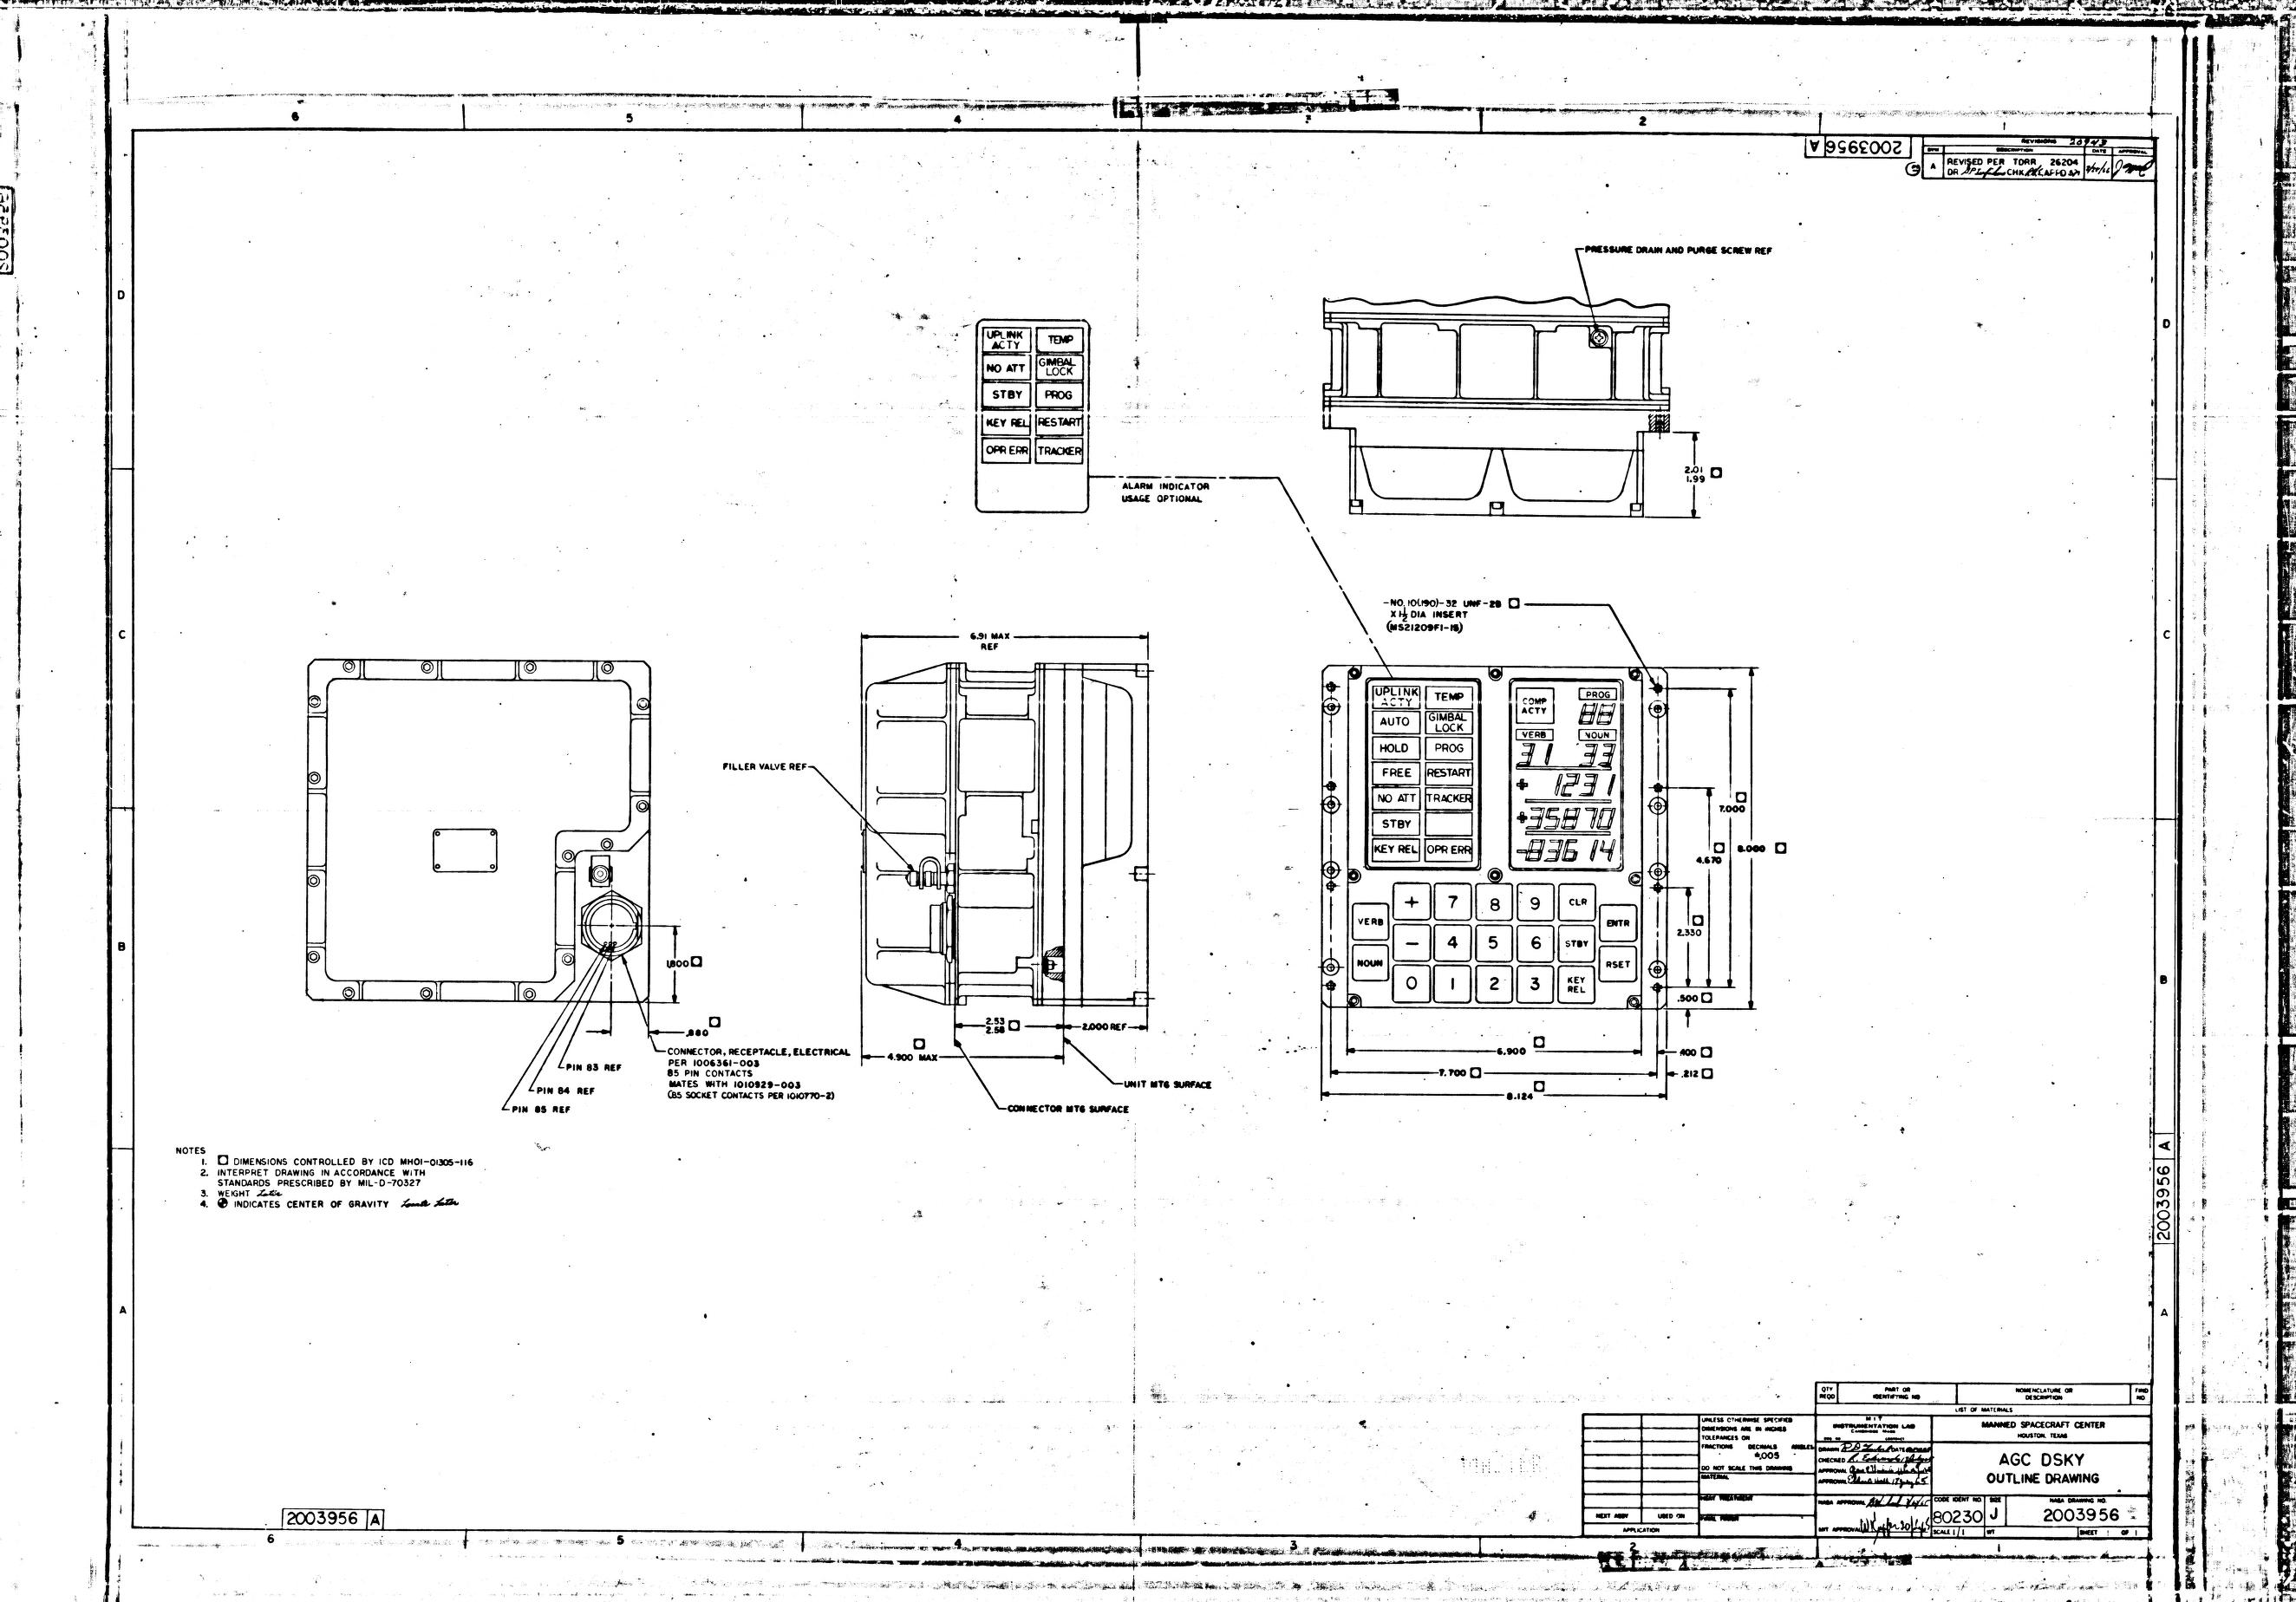 6 5 4 3 2
2003956 A
REVISIONS 20943
SYM DESCRIPTION DATE APPROVAL
A REVISED PER TDRR 26204
DR CHK APPD
D
D
PRESSURE DRAIN AND PURGE SCREW REF
UPLINK ACTY TEMP
NO ATT GIMBAL LOCK
STBY PROG
KEY REL RESTART
OPR ERR TRACKER
ALARM INDICATOR
USAGE OPTIONAL
2.01
1.99
C
C
NO. 10(.190)-32 UNF-2B
X 1½ DIA INSERT
(MS21209F1-15)
6.91 MAX
REF
FILLER VALVE REF
UPLINK ACTY TEMP
AUTO GIMBAL LOCK
HOLD PROG
FREE RESTART
NO ATT TRACKER
STBY
KEY REL OPR ERR
COMP ACTY PROG
88
VERB NOUN
31 33
+ 1231
+35870
-83614
7.000
4.670
8.000
2.330
.500
VERB + 7 8 9 CLR ENTR
NOUN - 4 5 6 STBY RSET
0 1 2 3 KEY REL
B
B
1.800
.880
2.53
2.58
2.000 REF
4.900 MAX
6.900
.400
7.700
.212
8.124
PIN 83 REF
PIN 84 REF
PIN 85 REF
CONNECTOR, RECEPTACLE, ELECTRICAL
PER 1006361-003
85 PIN CONTACTS
MATES WITH 1010929-003
(85 SOCKET CONTACTS PER 1010770-2)
UNIT MTG SURFACE
CONNECTOR MTG SURFACE
NOTES
1. DIMENSIONS CONTROLLED BY ICD MH01-01305-116
2. INTERPRET DRAWING IN ACCORDANCE WITH
STANDARDS PRESCRIBED BY MIL-D-70327
3. WEIGHT Later
4. INDICATES CENTER OF GRAVITY Locate Later
2003956 A
A
A
QTY REQD PART OR IDENTIFYING NO NOMENCLATURE OR DESCRIPTION FIND NO
LIST OF MATERIALS
UNLESS OTHERWISE SPECIFIED
DIMENSIONS ARE IN INCHES
TOLERANCES ON
FRACTIONS DECIMALS ANGLES
DO NOT SCALE THIS DRAWING
MATERIAL
HEAT TREATMENT
FINAL FINISH
NEXT ASSY USED ON
APPLICATION
MIT
INSTRUMENTATION LAB
CAMBRIDGE MASS
DRAWN
CHECKED
APPROVAL
APPROVAL
NASA APPROVAL
MIT APPROVAL
MANNED SPACECRAFT CENTER
HOUSTON, TEXAS
AGC DSKY
OUTLINE DRAWING
CODE IDENT NO. SIZE NASA DRAWING NO.
80230 J 2003956
SCALE 1/1 WT SHEET 1 OF 1
2003956 A
6 5 4 3 2